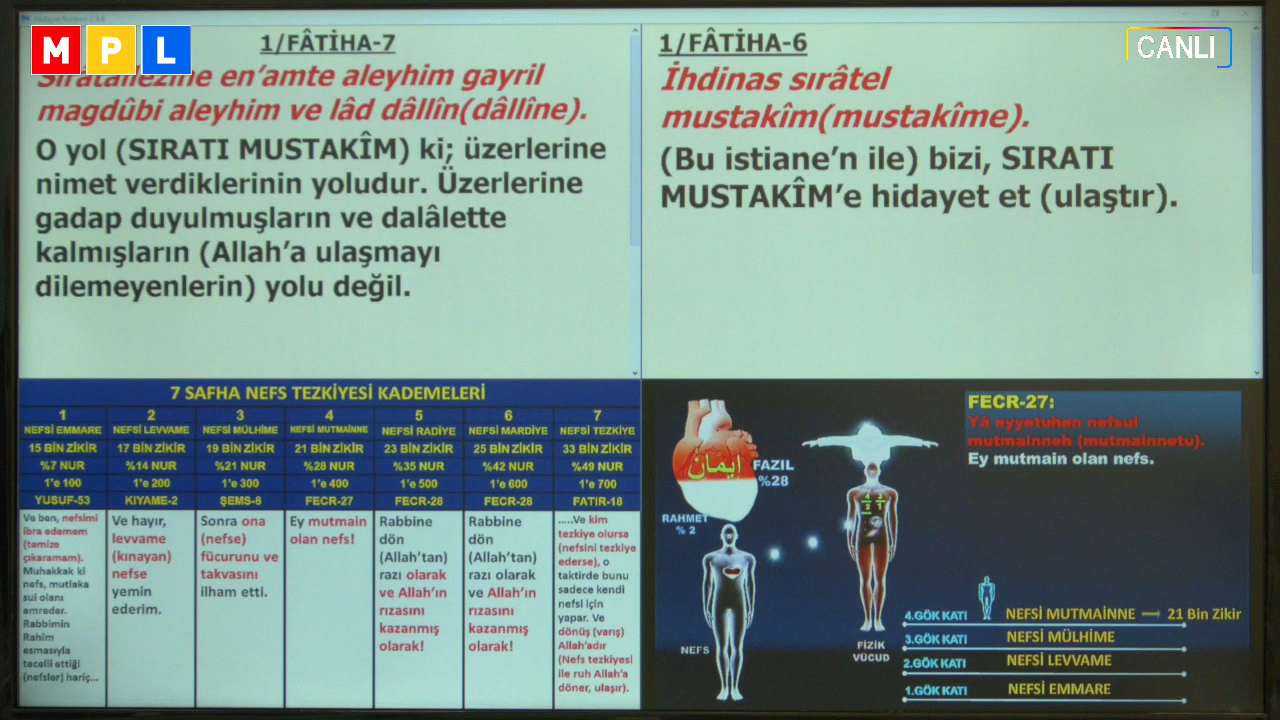 Hidayet Rehberi
MPL
CANLI
1/FÂTİHA-7
Sırâtallezîne en’amte aleyhim gayril
magdûbi aleyhim ve lâd dâllîn(dâllîne).
O yol (SIRATI MUSTAKÎM) ki; üzerlerine
nimet verdiklerinin yoludur. Üzerlerine
gadap duyulmuşların ve dalâlette
kalmışların (Allah’a ulaşmayı
dilemeyenlerin) yolu değil.
1/FÂTİHA-6
İhdinas sırâtel
mustakîm(mustakîme).
(Bu istiane’n ile) bizi, SIRATI
MUSTAKÎM’e hidayet et (ulaştır).
7 SAFHA NEFS TEZKİYESİ KADEMELERİ
1 2 3 4 5 6 7
NEFSİ EMMARE NEFSİ LEVVAME NEFSİ MÜLHİME NEFSİ MUTMAİNNE NEFSİ RADİYE NEFSİ MARDİYE NEFSİ TEZKİYE
15 BİN ZİKİR 17 BİN ZİKİR 19 BİN ZİKİR 21 BİN ZİKİR 23 BİN ZİKİR 25 BİN ZİKİR 33 BİN ZİKİR
%7 NUR %14 NUR %21 NUR %28 NUR %35 NUR %42 NUR %49 NUR
1'e 100 1'e 200 1'e 300 1'e 400 1'e 500 1'e 600 1'e 700
YUSUF-53 KIYAME-2 ŞEMS-8 FECR-27 FECR-28 FECR-28 FATIR-18
Ve ben, nefsimi
ibra edemem
(temize
çıkaramam).
Muhakkak ki
nefs, mutlaka
sui olanı
emreder.
Rabbimin
Rahîm
esmasıyla
tecelli ettiği
(nefsler) hariç...
Ve hayır,
levvame
(kınayan)
nefse
yemin
ederim.
Sonra ona
(nefse)
fücurunu ve
takvasını
ilham etti.
Ey mutmain
olan nefs!
Rabbine
dön
(Allah’tan)
razı olarak
ve Allah’ın
rızasını
kazanmış
olarak!
Rabbine
dön
(Allah’tan)
razı olarak
ve Allah’ın
rızasını
kazanmış
olarak!
.....Ve kim
tezkiye olursa
(nefsini tezkiye
ederse), o
taktirde bunu
sadece kendi
nefsi için
yapar. Ve
dönüş (varış)
Allah’adır
(Nefs tezkiyesi
ile ruh Allah’a
döner, ulaşır).
إيمان
FAZIL
%28
RAHMET
% 2
NEFS
FİZİK
VÜCUD
FECR-27:
Yâ eyyetuhen nefsul
mutmainneh (mutmainnetu).
Ey mutmain olan nefs.
4.GÖK KATI NEFSİ MUTMAİNNE — 21 Bin Zikir
3.GÖK KATI NEFSİ MÜLHİME
2.GÖK KATI NEFSİ LEVVAME
1.GÖK KATI NEFSİ EMMARE